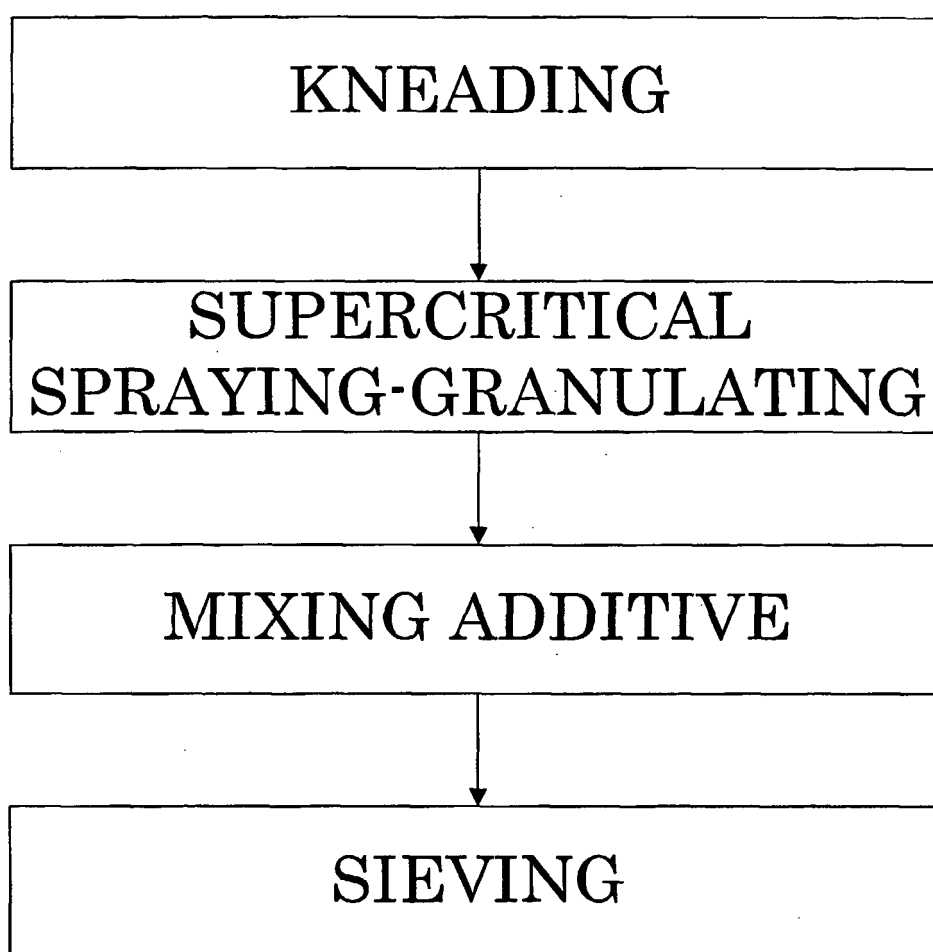 KNEADING
SUPERCRITICAL
SPRAYING-GRANULATING
MIXING ADDITIVE
SIEVING